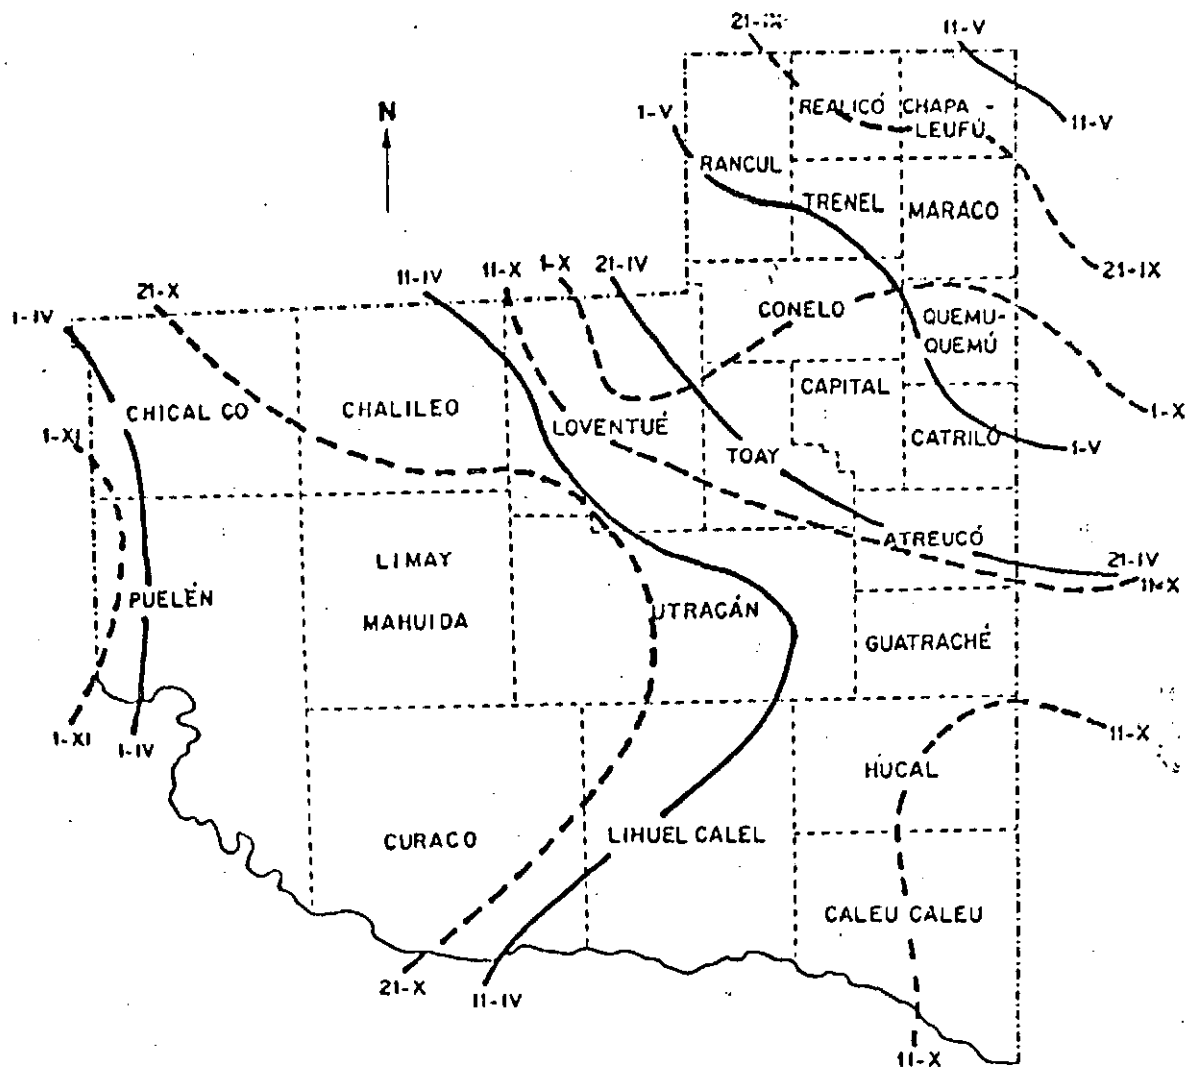 21-IX
11-V
N
1-V
REALICÓ
CHAPA -
LEUFÚ
11-V
RANCUL
TRENEL
MARACO
11-IV
11-X
1-X
21-IV
21-IX
21-X
1-IV
CONELO
QUEMU-
QUEMÚ
CAPITAL
CHICAL CO
CHALILEO
LOVENTUÉ
1-X
1-XI
TOAY
CATRILÓ
1-V
ATREUCÓ
LIMAY
MAHUIDA
21-IV
11-X
PUELÉN
UTRACÁN
GUATRACHÉ
1-XI
1-IV
11-X
HUCAL
CURACO
LIHUEL CALEL
CALEU CALEU
21-X
11-IV
11-X